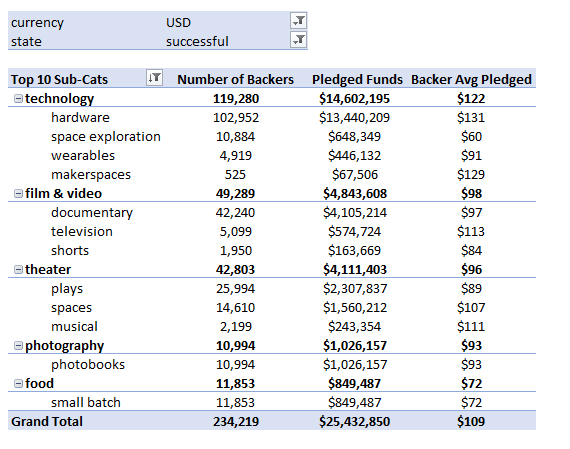 currency USD
state successful
Top 10 Sub-Cats Number of Backers Pledged Funds Backer Avg Pledged
technology 119,280 $14,602,195 $122
hardware 102,952 $13,440,209 $131
space exploration 10,884 $648,349 $60
wearables 4,919 $446,132 $91
makerspaces 525 $67,506 $129
film & video 49,289 $4,843,608 $98
documentary 42,240 $4,105,214 $97
television 5,099 $574,724 $113
shorts 1,950 $163,669 $84
theater 42,803 $4,111,403 $96
plays 25,994 $2,307,837 $89
spaces 14,610 $1,560,212 $107
musical 2,199 $243,354 $111
photography 10,994 $1,026,157 $93
photobooks 10,994 $1,026,157 $93
food 11,853 $849,487 $72
small batch 11,853 $849,487 $72
Grand Total 234,219 $25,432,850 $109